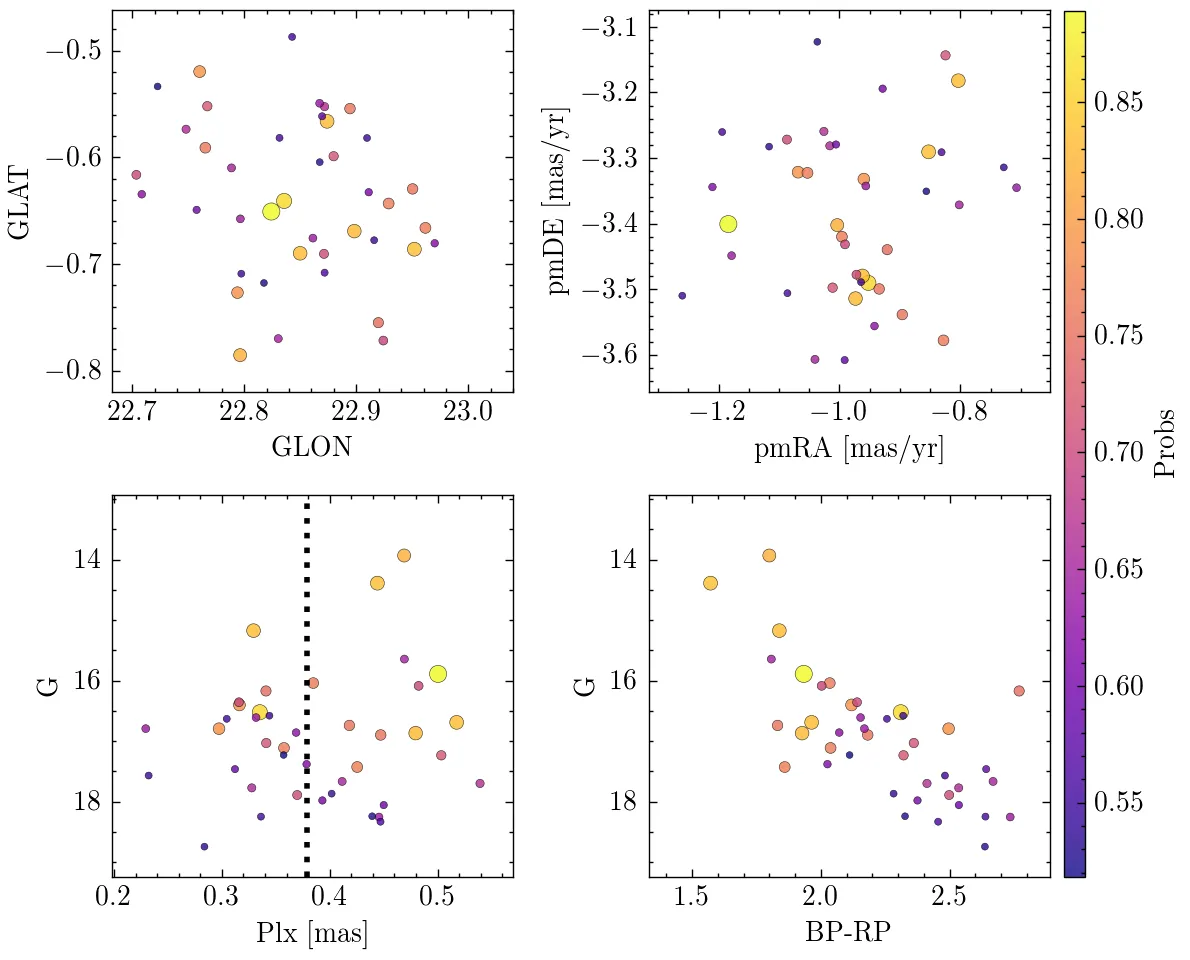 −0.5
−0.6
−0.7
−0.8
GLAT
22.7 22.8 22.9 23.0
GLON
−3.1
−3.2
−3.3
−3.4
−3.5
−3.6
pmDE [mas/yr]
−1.2 −1.0 −0.8
pmRA [mas/yr]
14
16
18
G
0.2 0.3 0.4 0.5
Plx [mas]
14
16
18
G
1.5 2.0 2.5
BP-RP
0.85
0.80
0.75
0.70
0.65
0.60
0.55
Probs